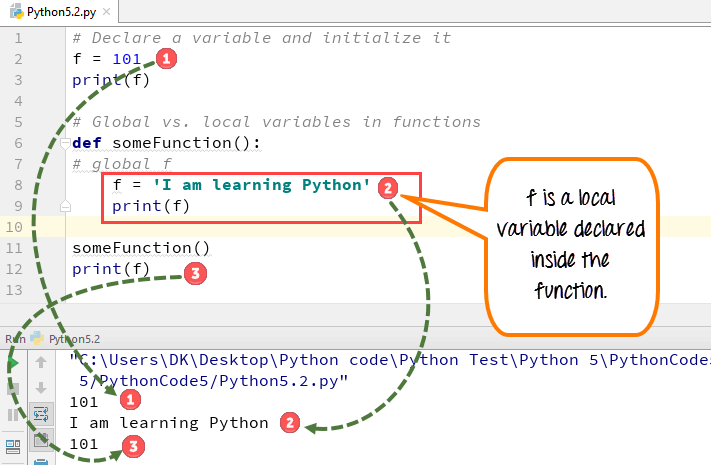 Python5.2.py ×
1 # Declare a variable and initialize it
2 f = 101 1
3 print(f)
4
5 # Global vs. local variables in functions
6 def someFunction():
7 # global f
8 f = 'I am learning Python' 2
9 print(f)
10
11 someFunction()
12 print(f) 3
13
f is a local
variable declared
inside the
function.
Run Python5.2
"C:\Users\DK\Desktop\Python code\Python Test\Python 5\PythonCode5
5/PythonCode5/Python5.2.py"
101 1
I am learning Python 2
101 3